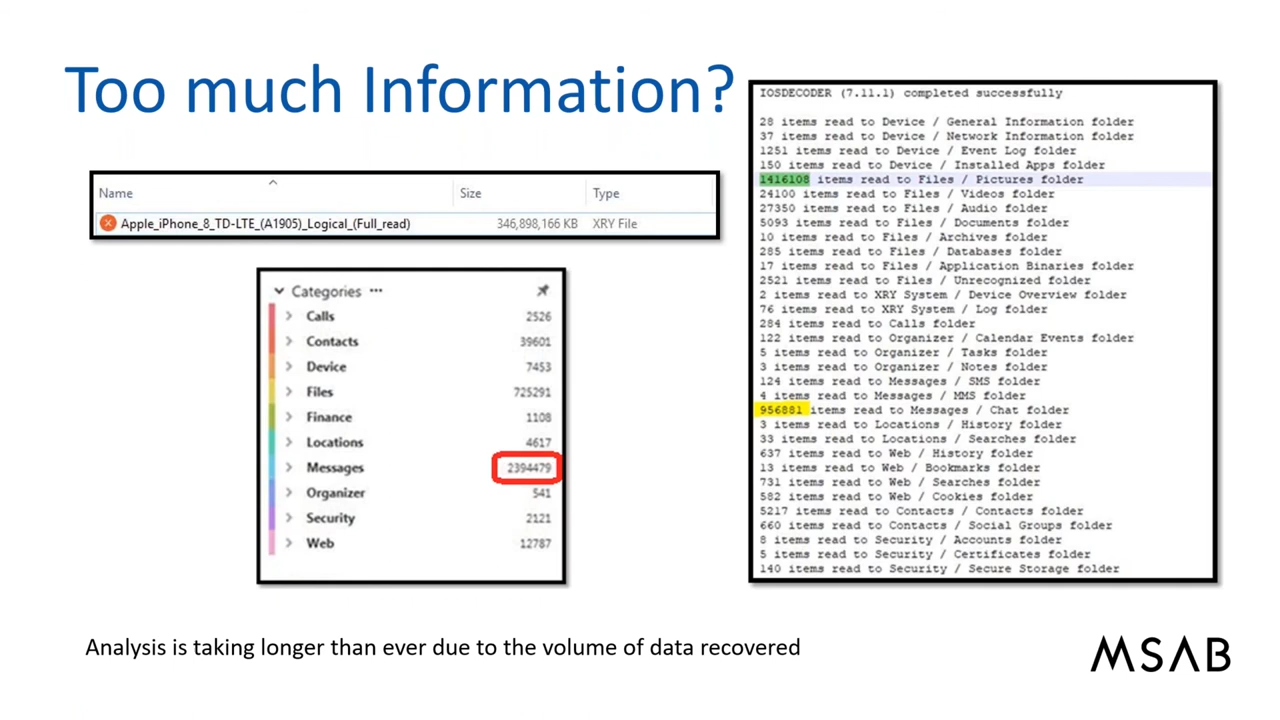 Too much Information?
Name Size Type
Apple_iPhone_8_TD-LTE_(A1905)_Logical_(Full_read) 346,898,166 KB XRY File
Categories •••
Calls 2526
Contacts 39601
Device 7453
Files 725291
Finance 1108
Locations 4617
Messages 2394479
Organizer 541
Security 2121
Web 12787
IOSDECODER (7.11.1) completed successfully
28 items read to Device / General Information folder
37 items read to Device / Network Information folder
1251 items read to Device / Event Log folder
150 items read to Device / Installed Apps folder
1416108 items read to Files / Pictures folder
24100 items read to Files / Videos folder
27350 items read to Files / Audio folder
5093 items read to Files / Documents folder
10 items read to Files / Archives folder
285 items read to Files / Databases folder
17 items read to Files / Application Binaries folder
2521 items read to Files / Unrecognized folder
2 items read to XRY System / Device Overview folder
76 items read to XRY System / Log folder
284 items read to Calls folder
122 items read to Organizer / Calendar Events folder
5 items read to Organizer / Tasks folder
3 items read to Organizer / Notes folder
124 items read to Messages / SMS folder
4 items read to Messages / MMS folder
956881 items read to Messages / Chat folder
3 items read to Locations / History folder
33 items read to Locations / Searches folder
637 items read to Web / History folder
13 items read to Web / Bookmarks folder
731 items read to Web / Searches folder
582 items read to Web / Cookies folder
5217 items read to Contacts / Contacts folder
660 items read to Contacts / Social Groups folder
8 items read to Security / Accounts folder
5 items read to Security / Certificates folder
140 items read to Security / Secure Storage folder
Analysis is taking longer than ever due to the volume of data recovered
MSAB